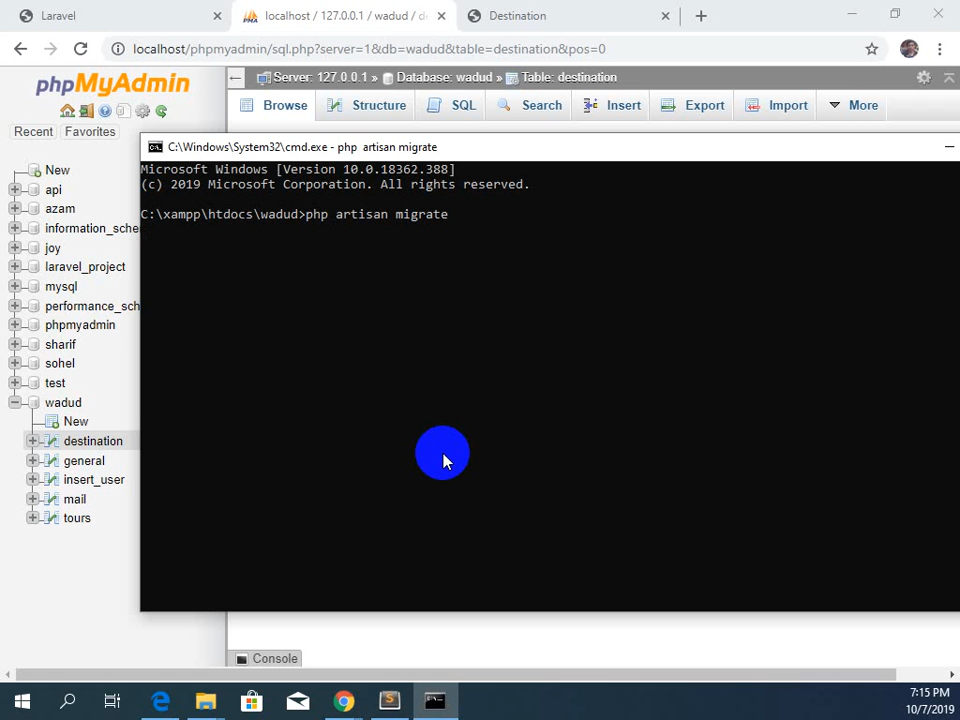 Laravel
localhost / 127.0.0.1 / wadud / de
Destination
localhost/phpmyadmin/sql.php?server=1&db=wadud&table=destination&pos=0
phpMyAdmin
Recent
Favorites
Server: 127.0.0.1 » Database: wadud » Table: destination
Browse
Structure
SQL
Search
Insert
Export
Import
More
New
api
azam
information_sche
joy
laravel_project
mysql
performance_sch
phpmyadmin
sharif
sohel
test
wadud
New
destination
general
insert_user
mail
tours
C:\Windows\System32\cmd.exe - php artisan migrate
Microsoft Windows [Version 10.0.18362.388]
(c) 2019 Microsoft Corporation. All rights reserved.
C:\xampp\htdocs\wadud>php artisan migrate
Console
7:15 PM
10/7/2019